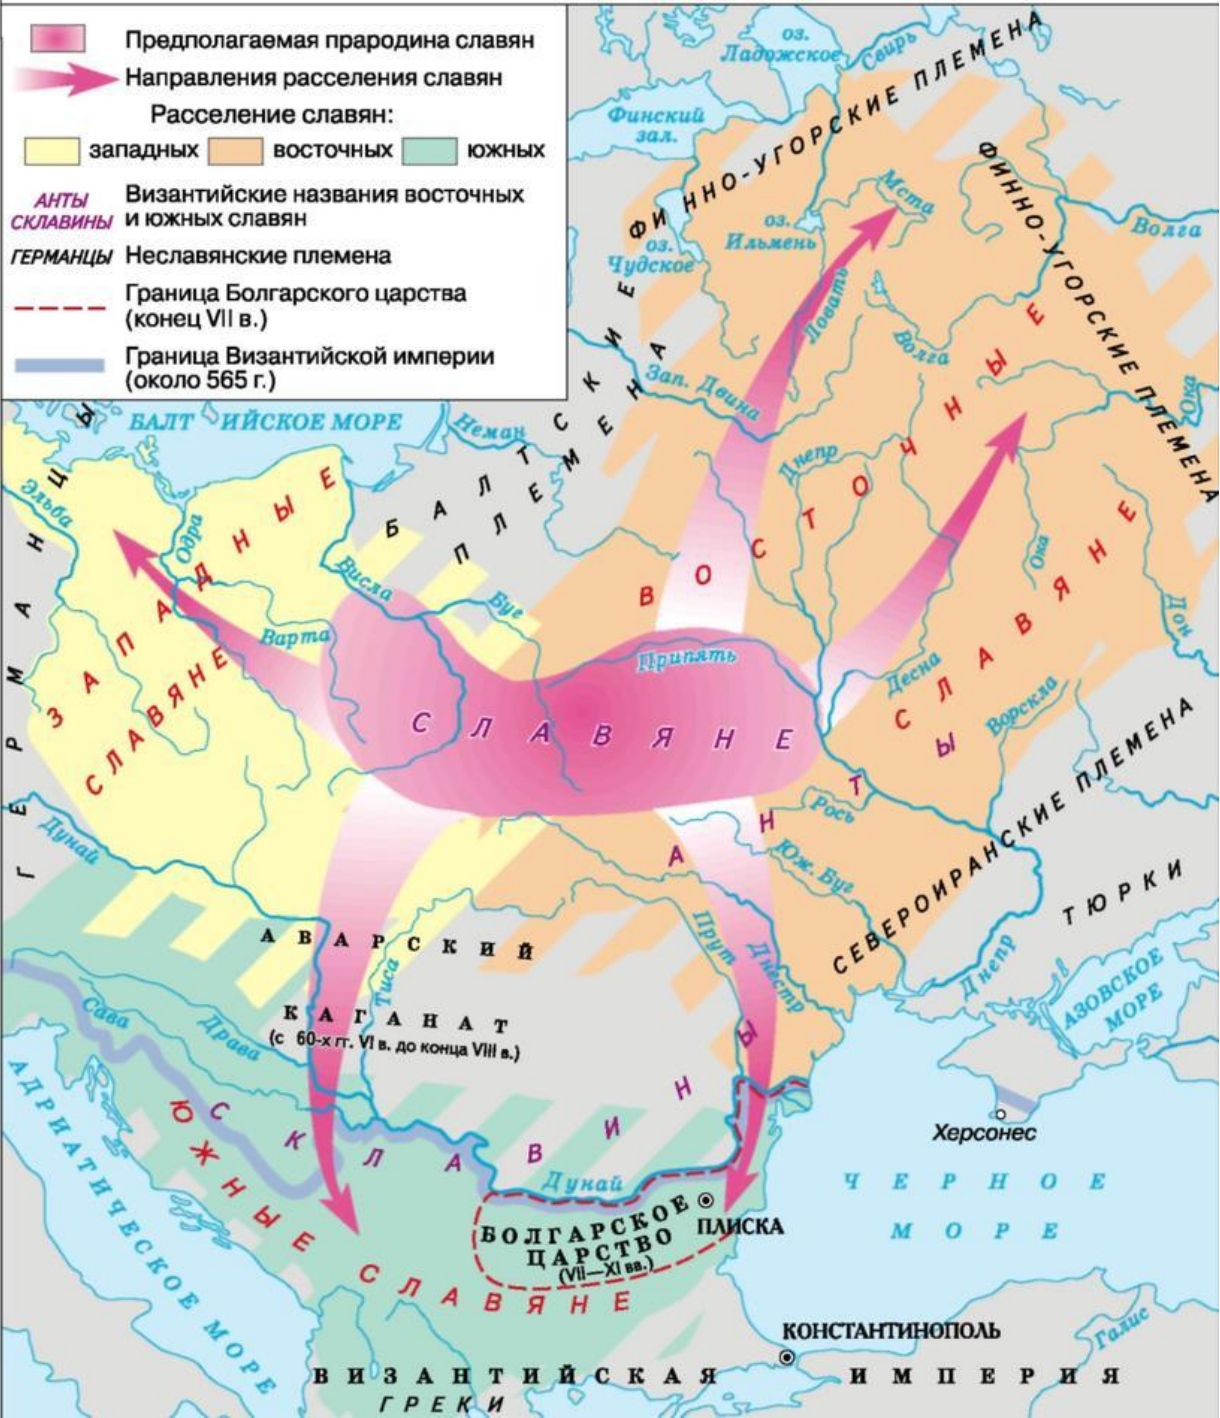 Предполагаемая прародина славян
Направления расселения славян
Расселение славян:
западных восточных южных
АНТЫ
СКЛАВИНЫ
Византийские названия восточных
и южных славян
ГЕРМАНЦЫ Неславянские племена
Граница Болгарского царства
(конец VII в.)
Граница Византийской империи
(около 565 г.)
оз.
Ладожское
Свирь
Финский
зал.
ФИННО-УГОРСКИЕ ПЛЕМЕНА
ФИННО-УГОРСКИЕ ПЛЕМЕНА
Мста
оз.
Ильмень
оз.
Чудское
Волга
Ловать
Волга
Зап. Двина
Ока
БАЛТИЙСКОЕ МОРЕ
Неман
БАЛТСКИЕ
ПЛЕМЕНА
Днепр
Эльба
Одра
Висла
Буг
Варта
Припять
Ока
Дон
Десна
Ворскла
ГЕРМАНЦЫ
ЗАПАДНЫЕ
СЛАВЯНЕ
ВОСТОЧНЫЕ
СЛАВЯНЕ
СЛАВЯНЕ
АНТЫ
Рось
Юж. Буг
СЕВЕРОИРАНСКИЕ ПЛЕМЕНА
ТЮРКИ
Дунай
АВАРСКИЙ
КАГАНАТ
(с 60-х гг. VI в. до конца VIII в.)
Тиса
Прут
Днестр
Днепр
АЗОВСКОЕ
МОРЕ
Сава
Драва
СКЛАВИНЫ
ЮЖНЫЕ СЛАВЯНЕ
АДРИАТИЧЕСКОЕ МОРЕ
Дунай
БОЛГАРСКОЕ
ЦАРСТВО
(VII—XI вв.)
ПЛИСКА
Херсонес
ЧЕРНОЕ
МОРЕ
КОНСТАНТИНОПОЛЬ
Галис
ВИЗАНТИЙСКАЯ ИМПЕРИЯ
ГРЕКИ